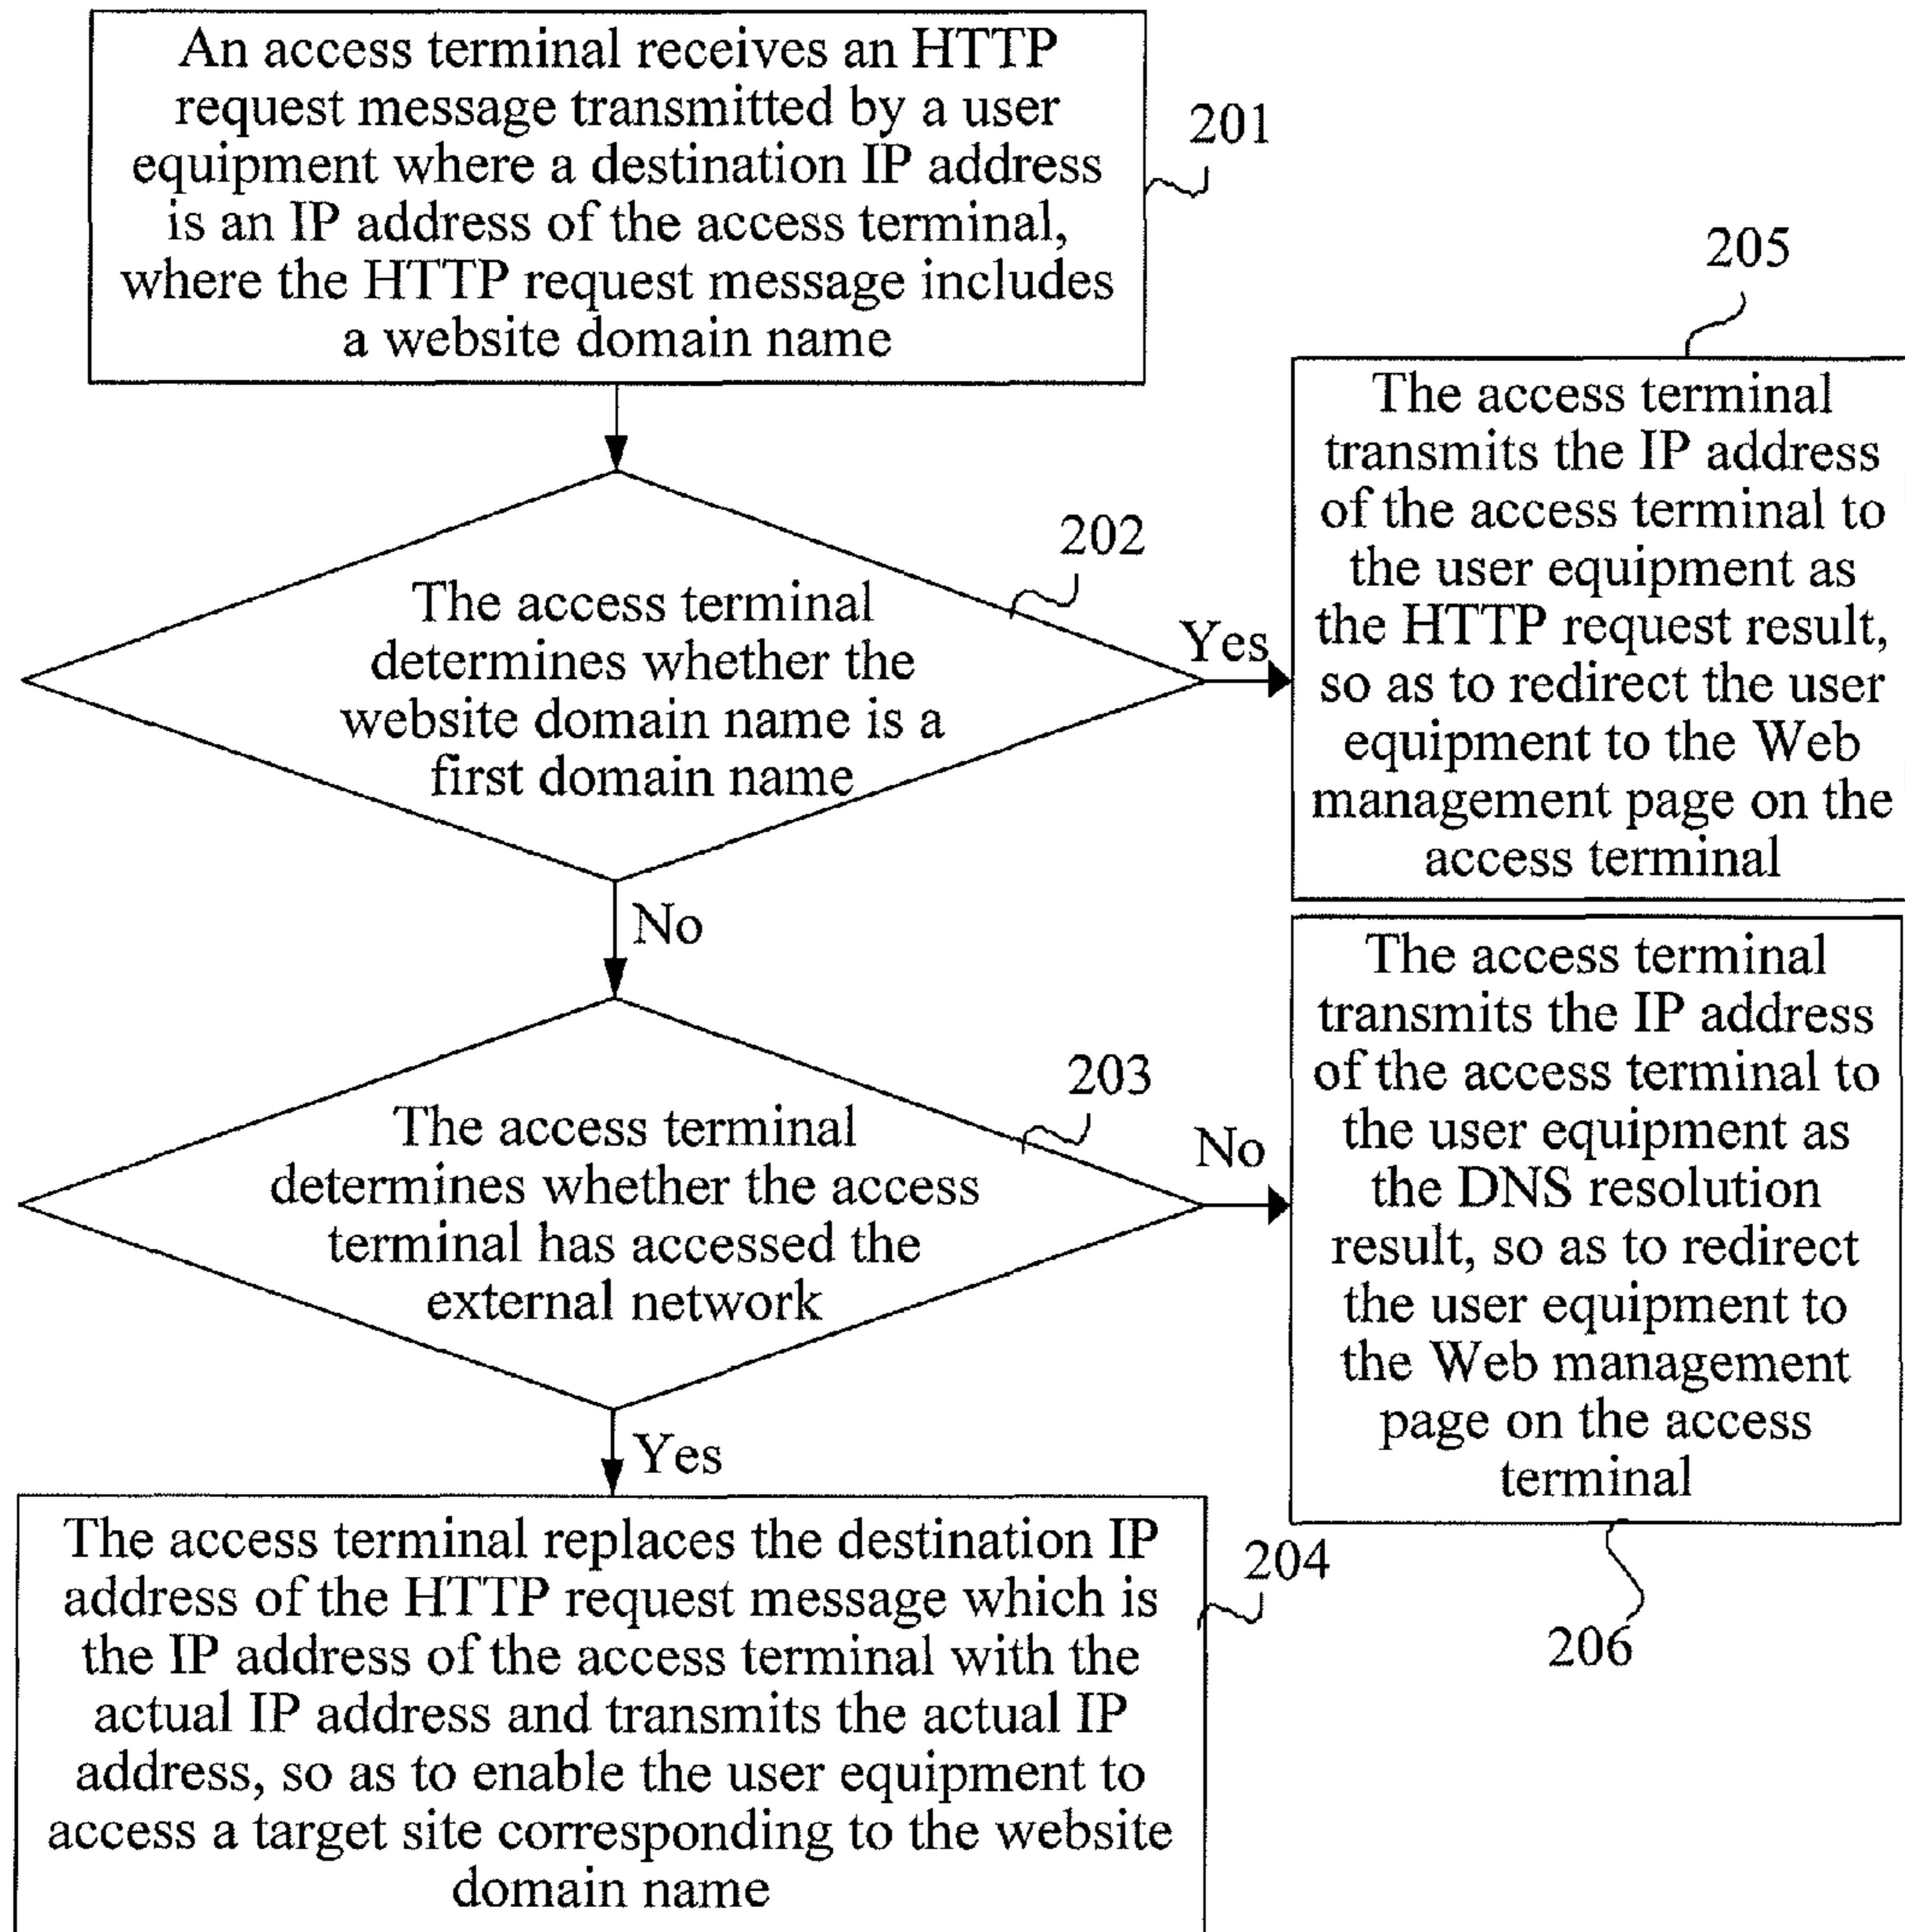 An access terminal receives an HTTP
request message transmitted by a user
equipment where a destination IP address
is an IP address of the access terminal,
where the HTTP request message includes
a website domain name
201
202
The access terminal
determines whether the
website domain name is a
first domain name
Yes
205
The access terminal
transmits the IP address
of the access terminal to
the user equipment as
the HTTP request result,
so as to redirect the user
equipment to the Web
management page on the
access terminal
No
203
The access terminal
determines whether the access
terminal has accessed the
external network
No
The access terminal
transmits the IP address
of the access terminal to
the user equipment as
the DNS resolution
result, so as to redirect
the user equipment to
the Web management
page on the access
terminal
206
Yes
The access terminal replaces the destination IP
address of the HTTP request message which is
the IP address of the access terminal with the
actual IP address and transmits the actual IP
address, so as to enable the user equipment to
access a target site corresponding to the website
domain name
204